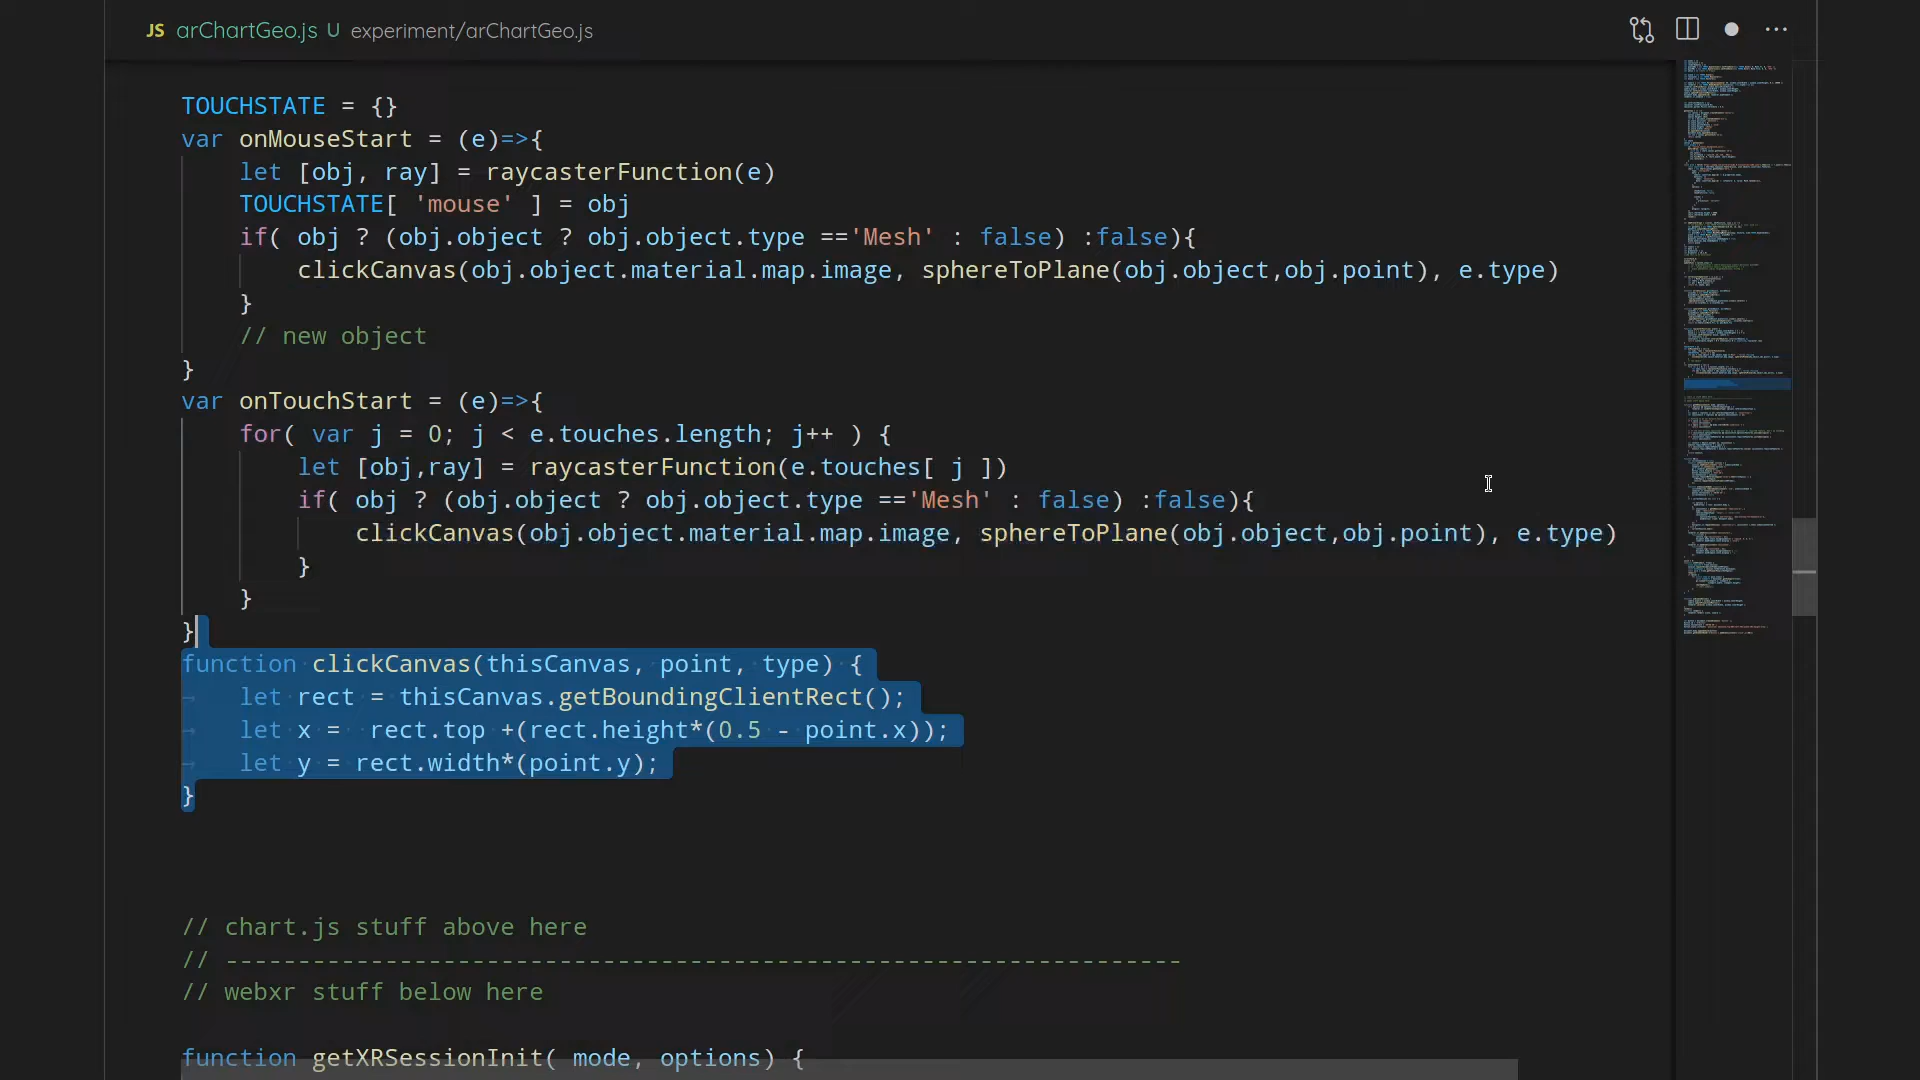 JS arChartGeo.js U experiment/arChartGeo.js
TOUCHSTATE = {}
var onMouseStart = (e)=>{
let [obj, ray] = raycasterFunction(e)
TOUCHSTATE[ 'mouse' ] = obj
if( obj ? (obj.object ? obj.object.type =='Mesh' : false) :false){
clickCanvas(obj.object.material.map.image, sphereToPlane(obj.object,obj.point), e.type)
}
// new object
}
var onTouchStart = (e)=>{
for( var j = 0; j < e.touches.length; j++ ) {
let [obj,ray] = raycasterFunction(e.touches[ j ])
if( obj ? (obj.object ? obj.object.type =='Mesh' : false) :false){
clickCanvas(obj.object.material.map.image, sphereToPlane(obj.object,obj.point), e.type)
}
}
}
function clickCanvas(thisCanvas, point, type) {
let rect = thisCanvas.getBoundingClientRect();
let x =  rect.top +(rect.height*(0.5 - point.x));
let y = rect.width*(point.y);
}
// chart.js stuff above here
// ------------------------------------------------------------------
// webxr stuff below here
function getXRSessionInit( mode, options) {